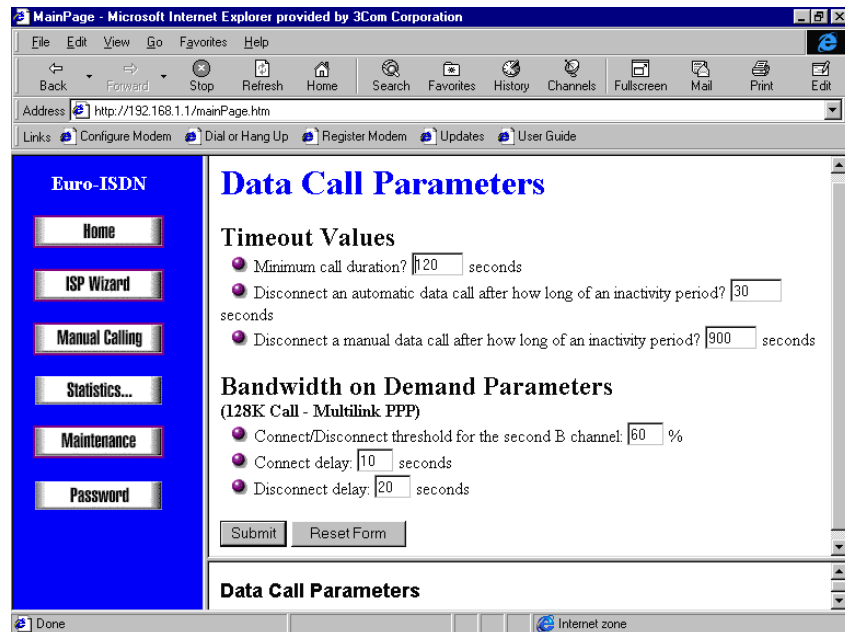 MainPage - Microsoft Internet Explorer provided by 3Com Corporation
File Edit View Go Favorites Help
Back Forward Stop Refresh Home Search Favorites History Channels Fullscreen Mail Print Edit
Address http://192.168.1.1/mainPage.htm
Links Configure Modem Dial or Hang Up Register Modem Updates User Guide
Euro-ISDN
Home
ISP Wizard
Manual Calling
Statistics...
Maintenance
Password
Data Call Parameters
Timeout Values
Minimum call duration? 120 seconds
Disconnect an automatic data call after how long of an inactivity period? 30
seconds
Disconnect a manual data call after how long of an inactivity period? 900 seconds
Bandwidth on Demand Parameters
(128K Call - Multilink PPP)
Connect/Disconnect threshold for the second B channel: 60 %
Connect delay: 10 seconds
Disconnect delay: 20 seconds
Submit Reset Form
Data Call Parameters
Done Internet zone